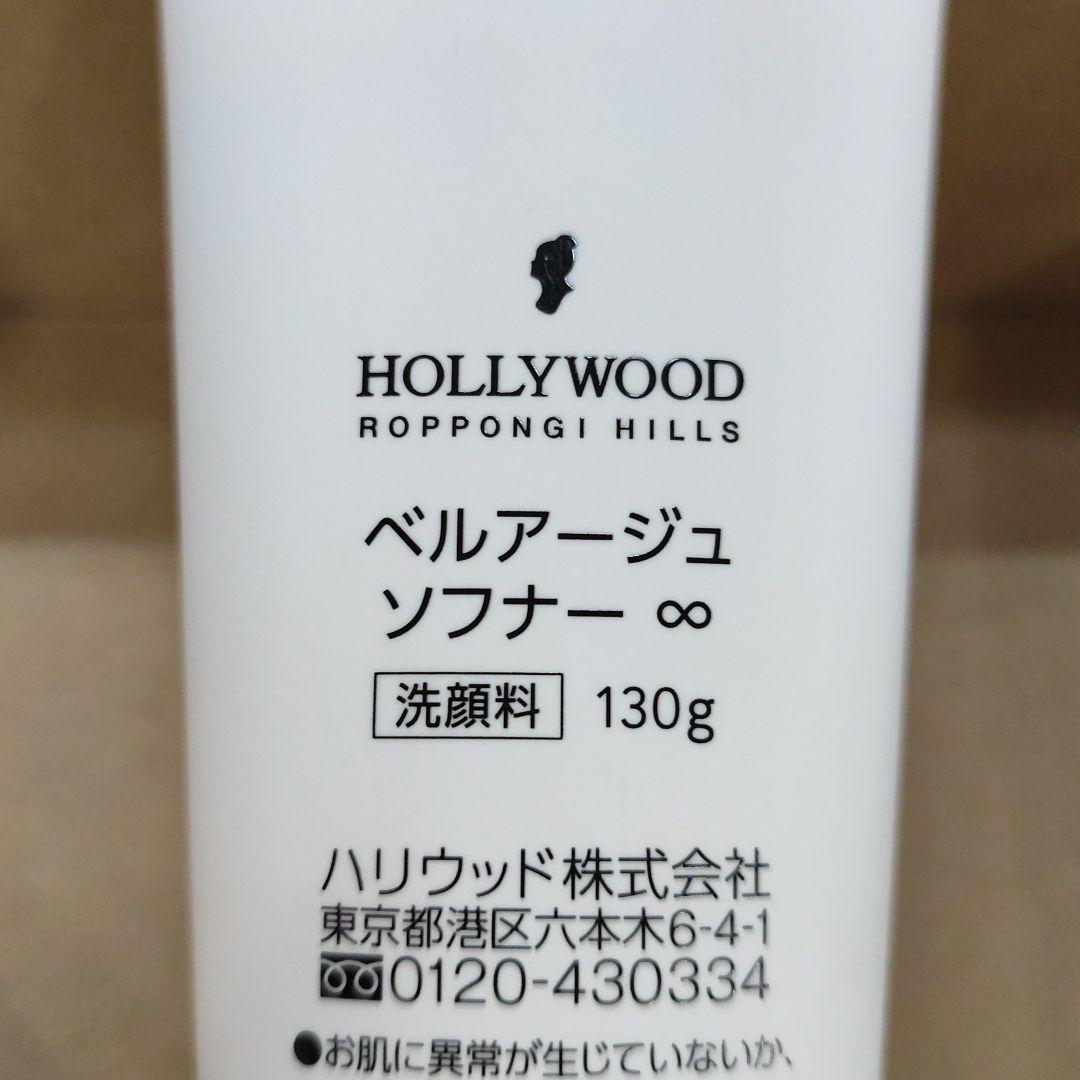 HOLLYWOOD
ROPPONGI HILLS
ベルアージュ
ソフナー ∞
洗顔料 130g
ハリウッド株式会社
東京都港区六本木6-4-1
0120-430334
●お肌に異常が生じていないか、